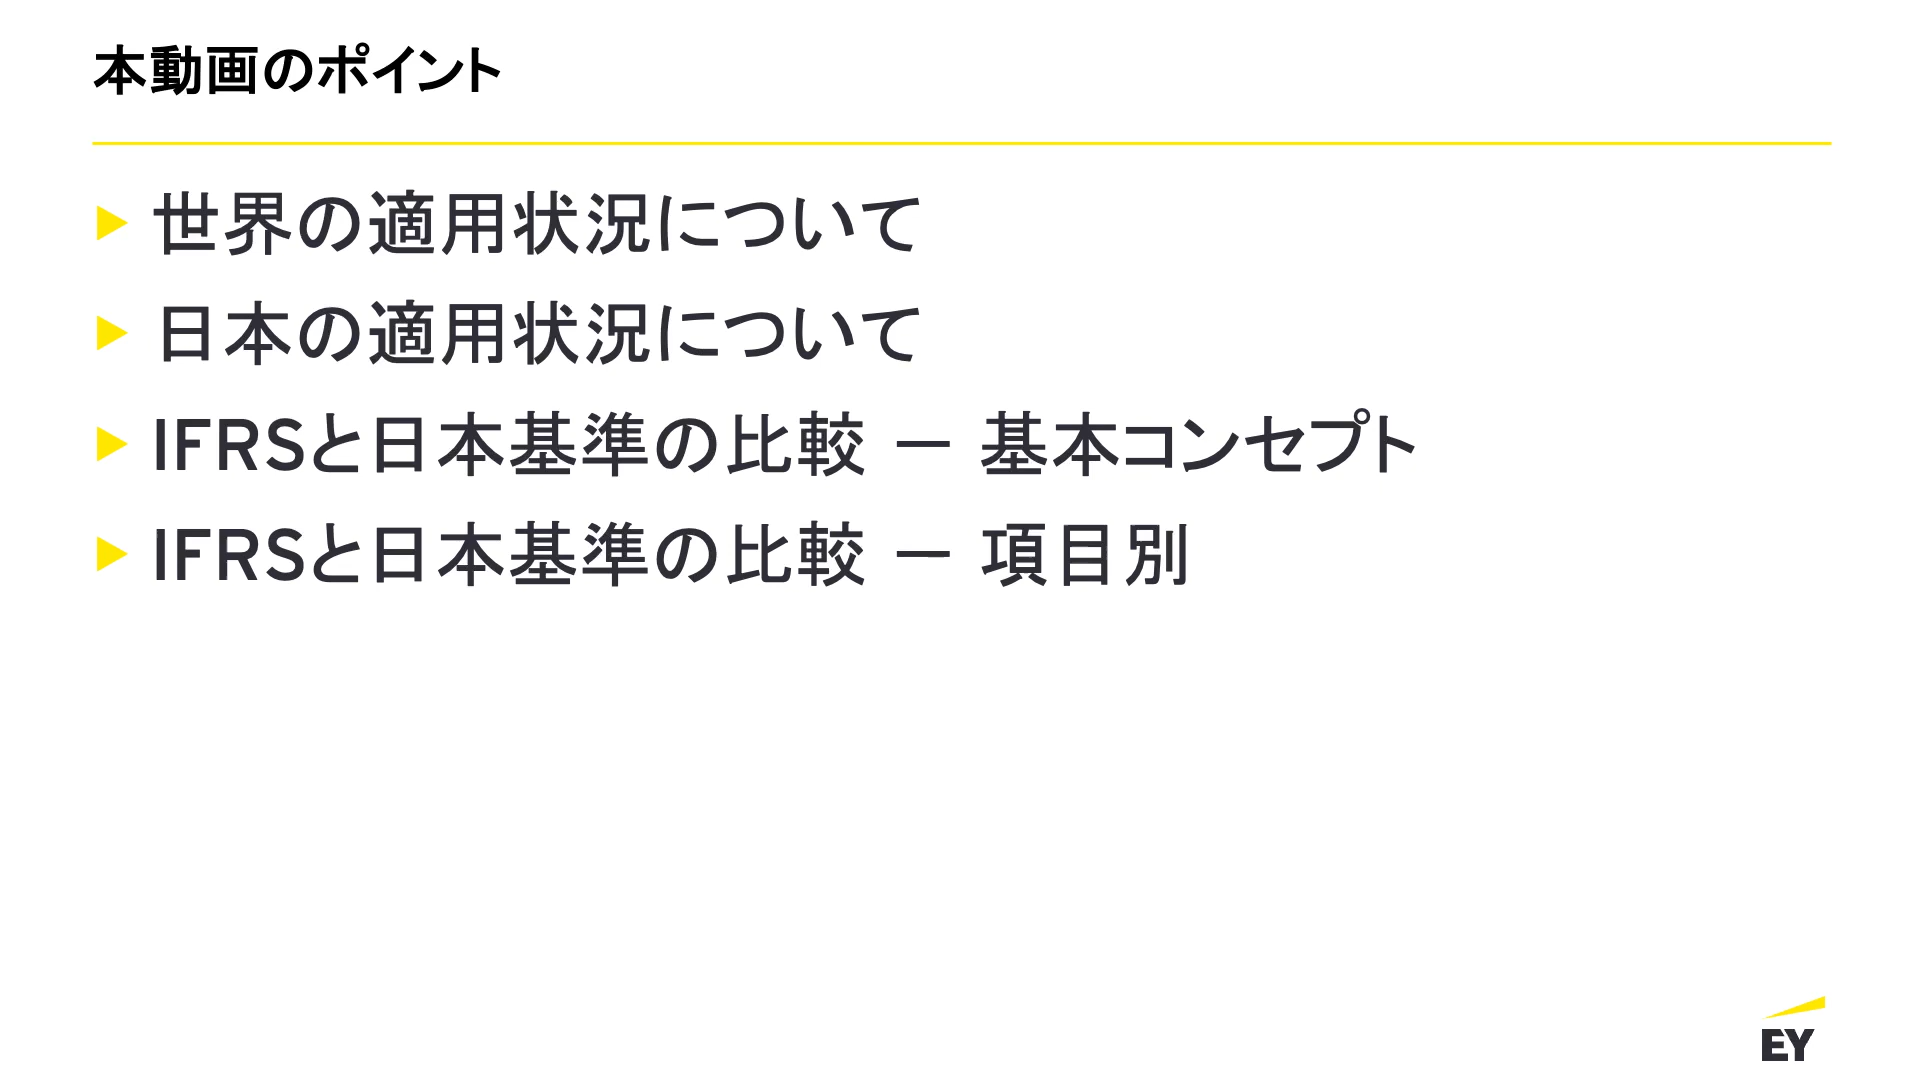 本動画のポイント
世界の適用状況について
日本の適用状況について
IFRSと日本基準の比較 － 基本コンセプト
IFRSと日本基準の比較 － 項目別
EY